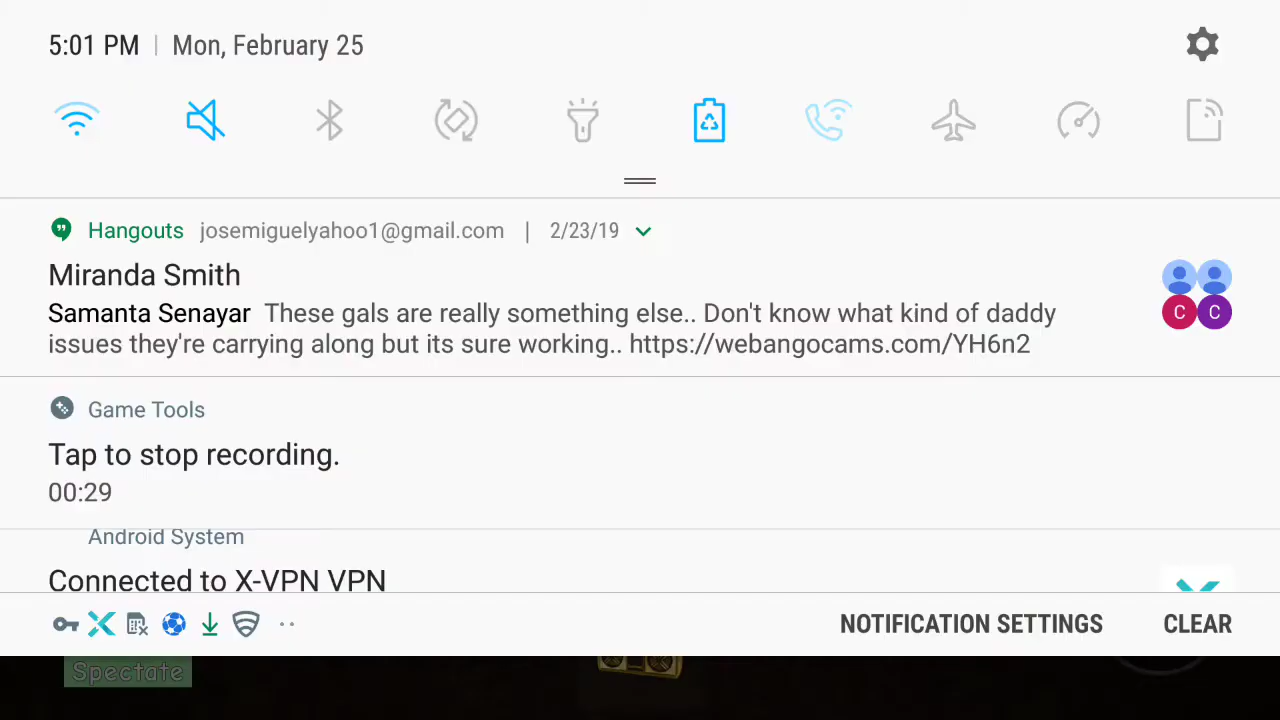 5:01 PM | Mon, February 25
Hangouts josemiguelyahoo1@gmail.com | 2/23/19
Miranda Smith
Samanta Senayar These gals are really something else.. Don't know what kind of daddy
issues they're carrying along but its sure working.. https://webangocams.com/YH6n2
C C
Game Tools
Tap to stop recording.
00:29
Android System
Connected to X-VPN VPN
NOTIFICATION SETTINGS CLEAR
Spectate